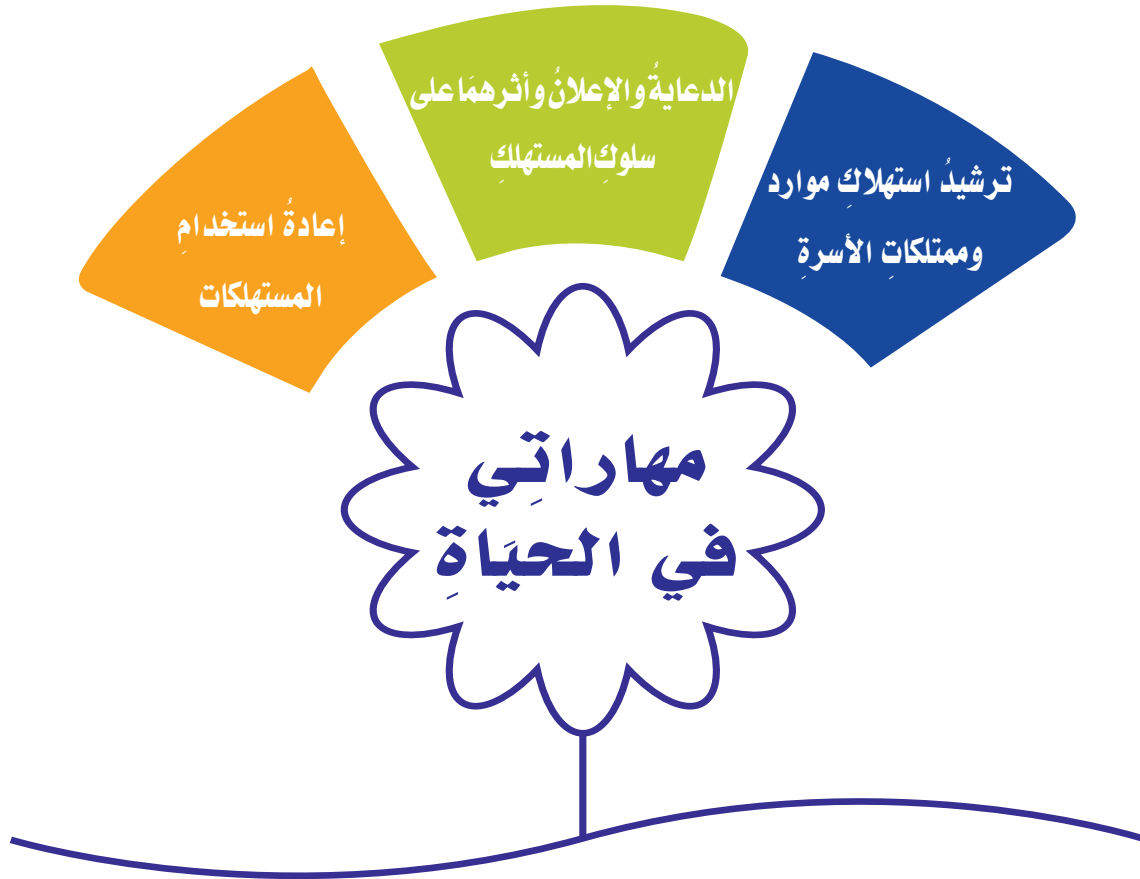 ترشيدُ استهلاكِ موارد
وممتلكاتِ الأسرةِ
الدعايةُ والإعلانُ وأثرهمَا على
سلوكِ المستهلكِ
إعادةُ استخدامِ
المستهلكات
مهاراتِي
في الحيَاةِ